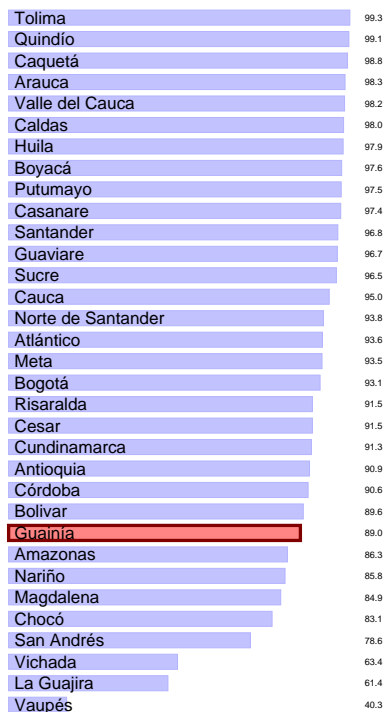 Tolima 99.3
Quindío 99.1
Caquetá 98.8
Arauca 98.3
Valle del Cauca 98.2
Caldas 98.0
Huila 97.9
Boyacá 97.6
Putumayo 97.5
Casanare 97.4
Santander 96.8
Guaviare 96.7
Sucre 96.5
Cauca 95.0
Norte de Santander 93.8
Atlántico 93.6
Meta 93.5
Bogotá 93.1
Risaralda 91.5
Cesar 91.5
Cundinamarca 91.3
Antioquia 90.9
Córdoba 90.6
Bolivar 89.6
Guainía 89.0
Amazonas 86.3
Nariño 85.8
Magdalena 84.9
Chocó 83.1
San Andrés 78.6
Vichada 63.4
La Guajira 61.4
Vaupés 40.3